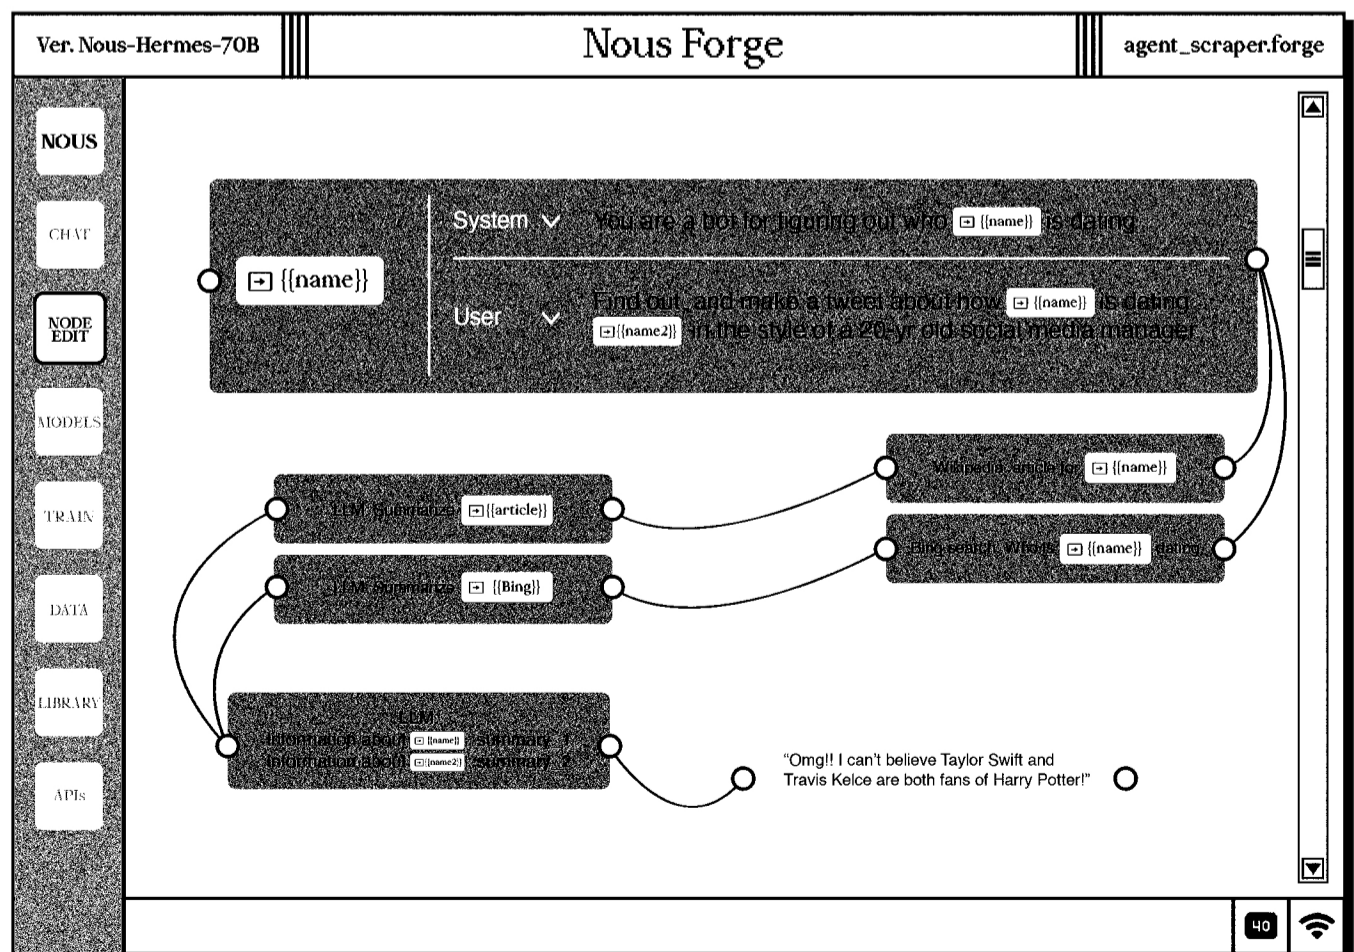 Ver. Nous-Hermes-70B
Nous Forge
agent_scraper.forge
NOUS
CHAT
NODE
EDIT
MODELS
TRAIN
DATA
LIBRARY
APIs
{{name}}
System
You are a bot for figuring out who {{name}} is dating
User
Find out, and make a tweet about how {{name}} is dating
{{name2}} in the style of a 20-yr old social media manager
Wikipedia article for {{name}}
Bing search, Who is {{name}} dating
LLM Summarize {{article}}
LLM Summarize {{Bing}}
LLM
Information about {{name}} summary 1
Information about {{name2}} summary 2
“Omg!! I can’t believe Taylor Swift and
Travis Kelce are both fans of Harry Potter!”
40